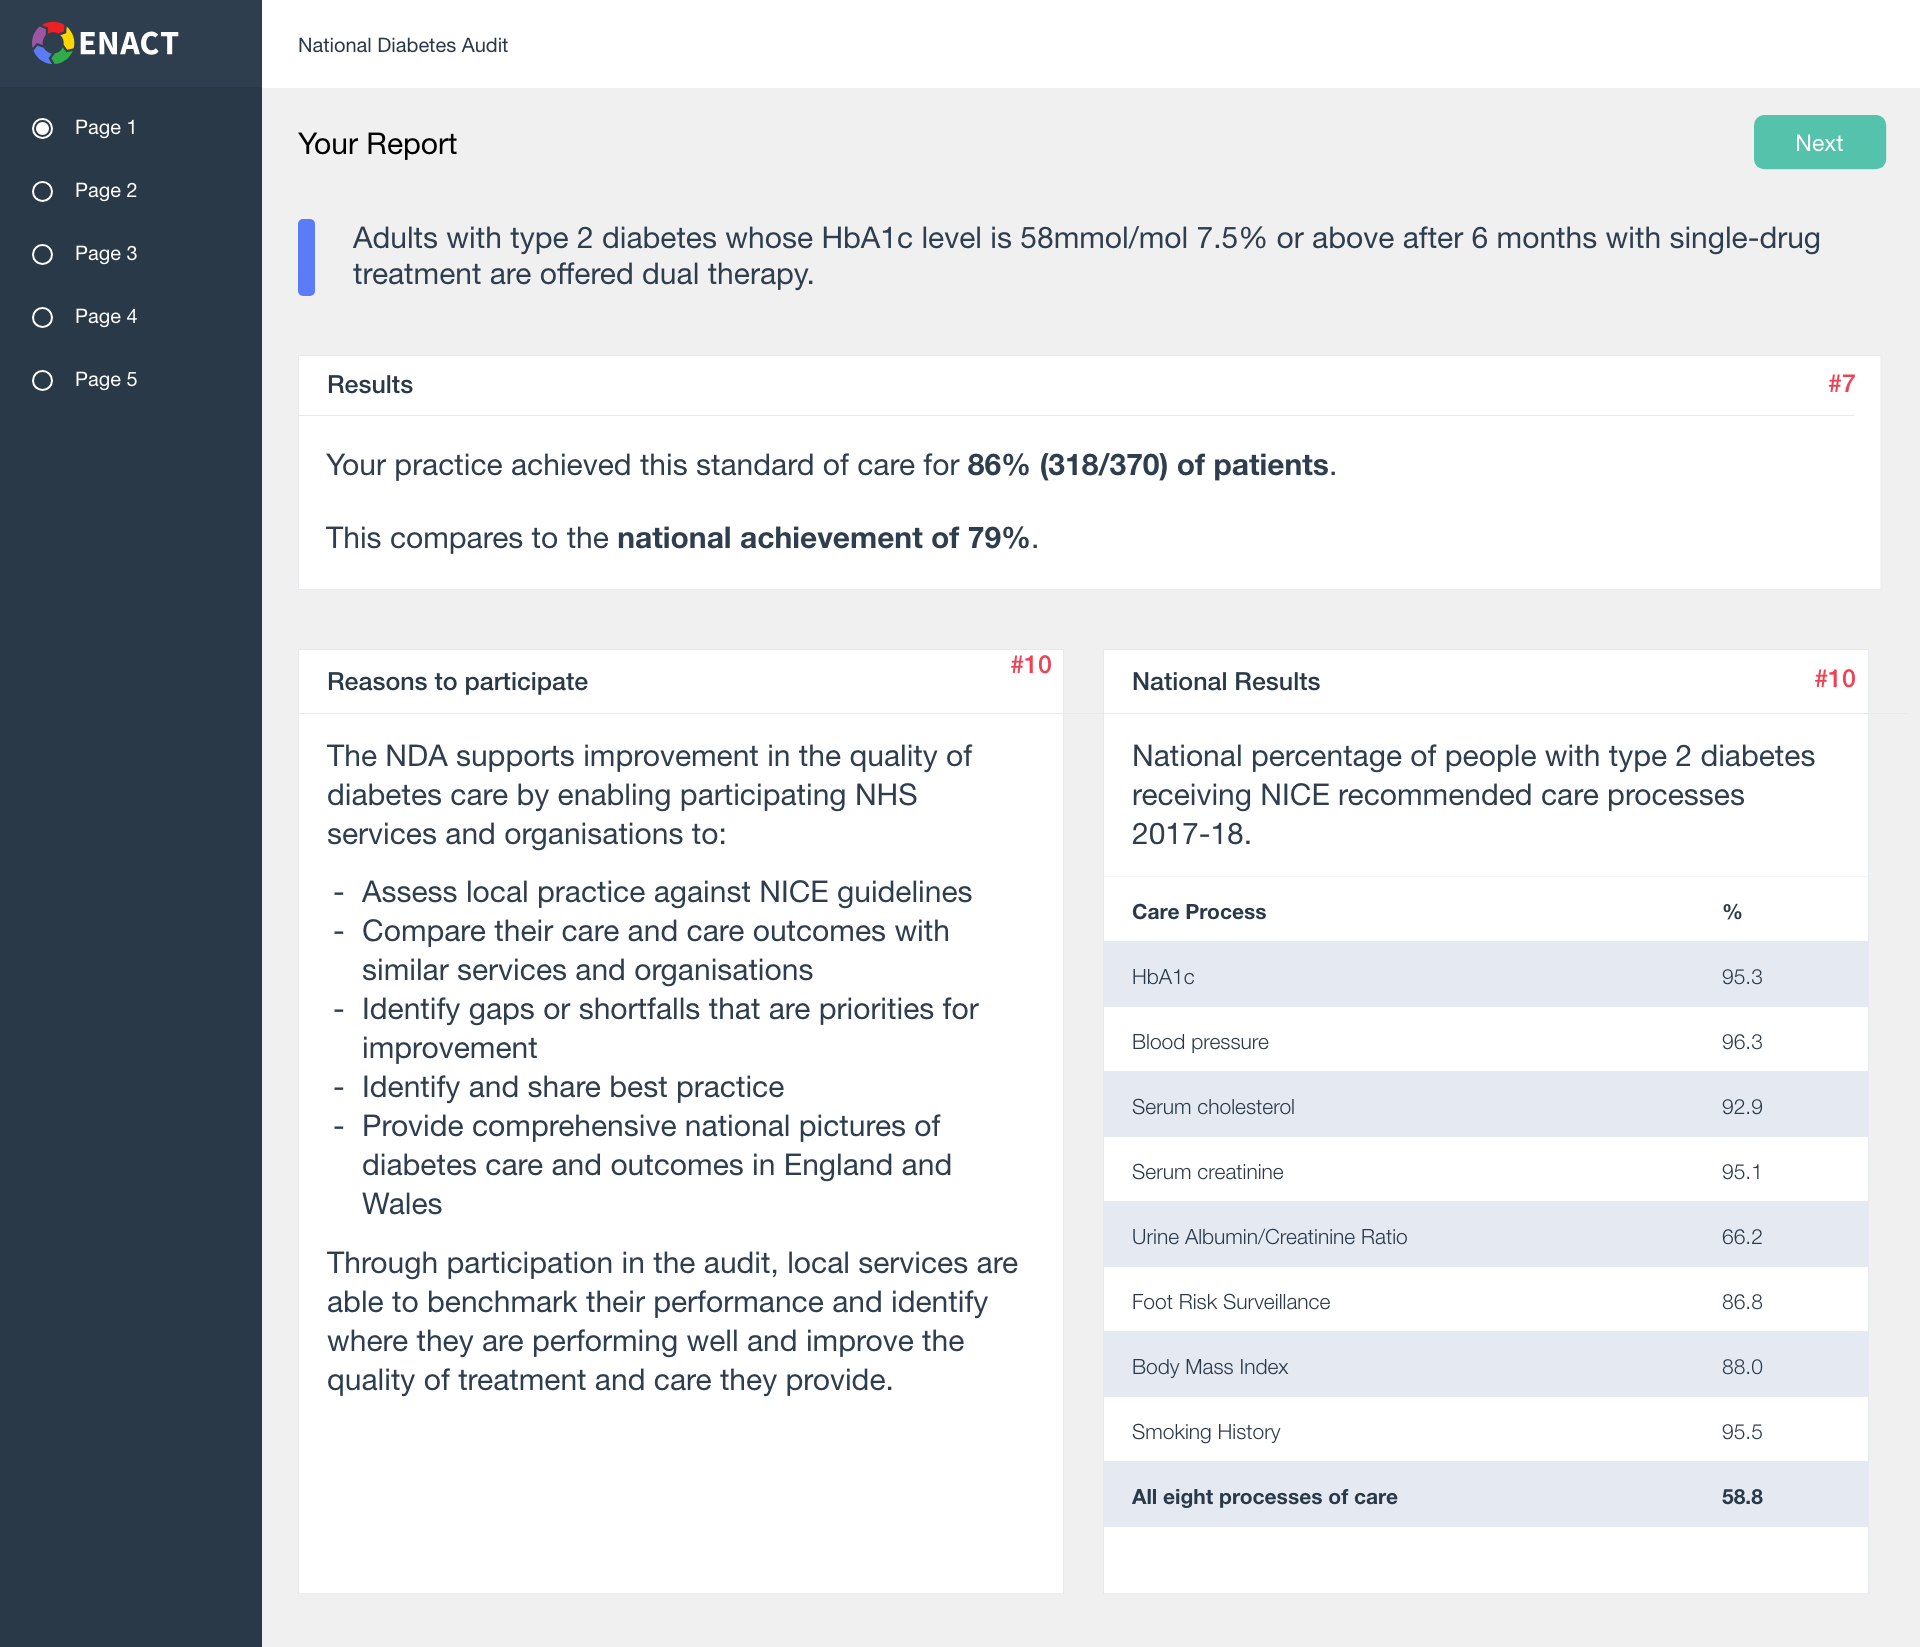 ENACT
National Diabetes Audit
Page 1
Page 2
Page 3
Page 4
Page 5
Your Report
Next
Adults with type 2 diabetes whose HbA1c level is 58mmol/mol 7.5% or above after 6 months with single-drug
treatment are offered dual therapy.
Results
#7
Your practice achieved this standard of care for 86% (318/370) of patients.
This compares to the national achievement of 79%.
Reasons to participate
#10
The NDA supports improvement in the quality of
diabetes care by enabling participating NHS
services and organisations to:
- Assess local practice against NICE guidelines
- Compare their care and care outcomes with
similar services and organisations
- Identify gaps or shortfalls that are priorities for
improvement
- Identify and share best practice
- Provide comprehensive national pictures of
diabetes care and outcomes in England and
Wales
Through participation in the audit, local services are
able to benchmark their performance and identify
where they are performing well and improve the
quality of treatment and care they provide.
National Results
#10
National percentage of people with type 2 diabetes
receiving NICE recommended care processes
2017-18.
Care Process %
HbA1c 95.3
Blood pressure 96.3
Serum cholesterol 92.9
Serum creatinine 95.1
Urine Albumin/Creatinine Ratio 66.2
Foot Risk Surveillance 86.8
Body Mass Index 88.0
Smoking History 95.5
All eight processes of care 58.8